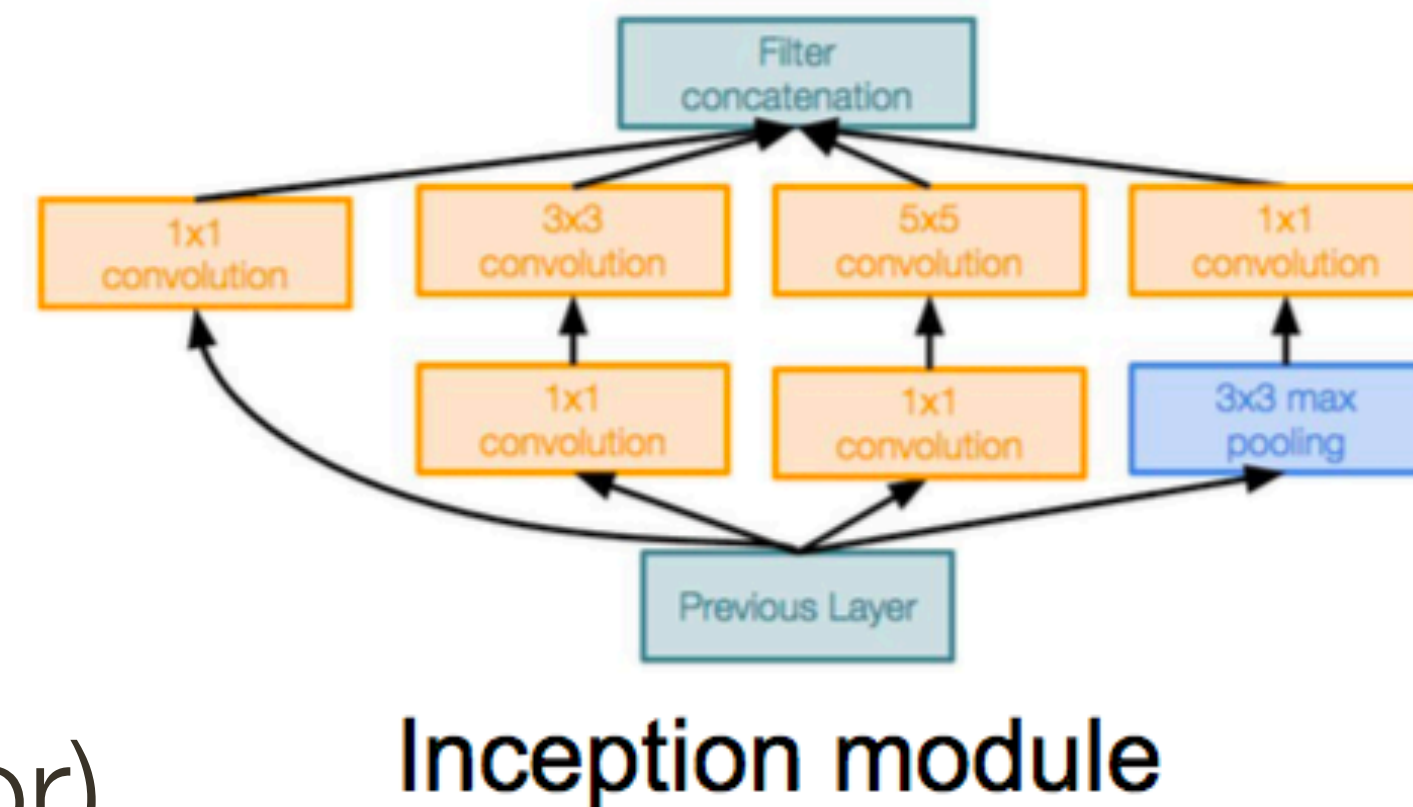 Filter
concatenation
1x1
convolution
3x3
convolution
5x5
convolution
1x1
convolution
1x1
convolution
1x1
convolution
3x3 max
pooling
Previous Layer
Inception module
or)